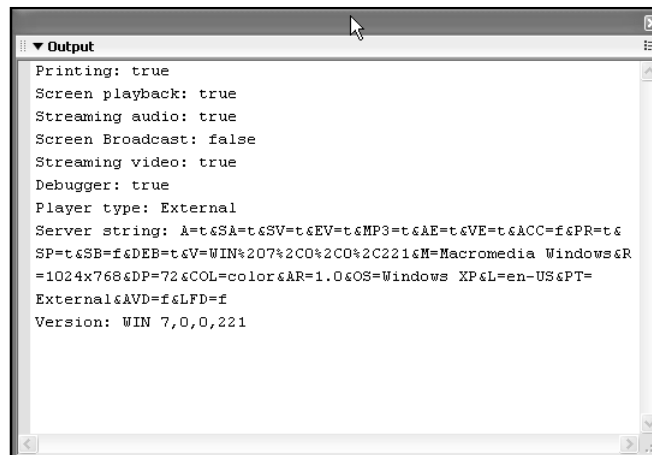 Output
Printing: true
Screen playback: true
Streaming audio: true
Screen Broadcast: false
Streaming video: true
Debugger: true
Player type: External
Server string: A=t&SA=t&SV=t&EV=t&MP3=t&AE=t&VE=t&ACC=f&PR=t&
SP=t&SB=f&DEB=t&V=WIN%207%2C0%2C0%2C221&M=Macromedia Windows&R
=1024x768&DP=72&COL=color&AR=1.0&OS=Windows XP&L=en-US&PT=
External&AVD=f&LFD=f
Version: WIN 7,0,0,221